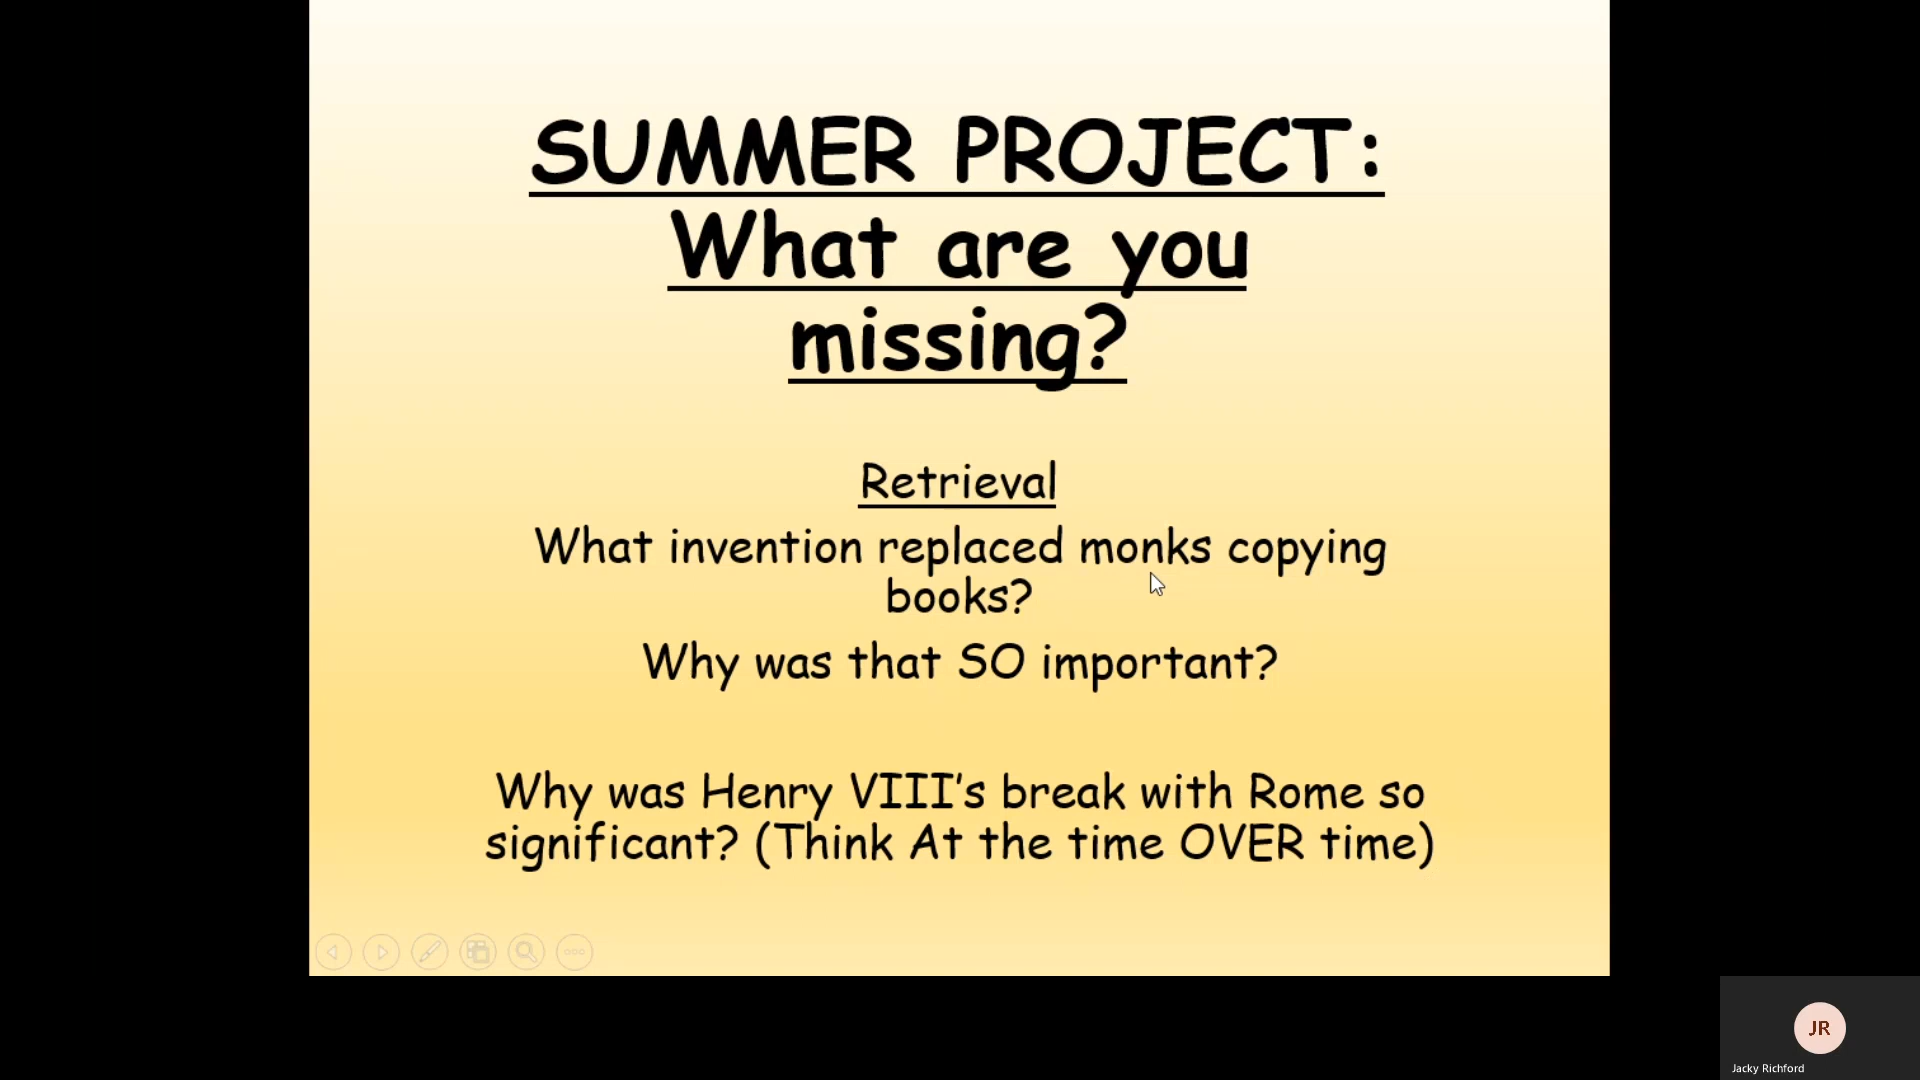 SUMMER PROJECT:
What are you
missing?
Retrieval
What invention replaced monks copying
books?
Why was that SO important?
Why was Henry VIII's break with Rome so
significant? (Think At the time OVER time)
JR
Jacky Richford